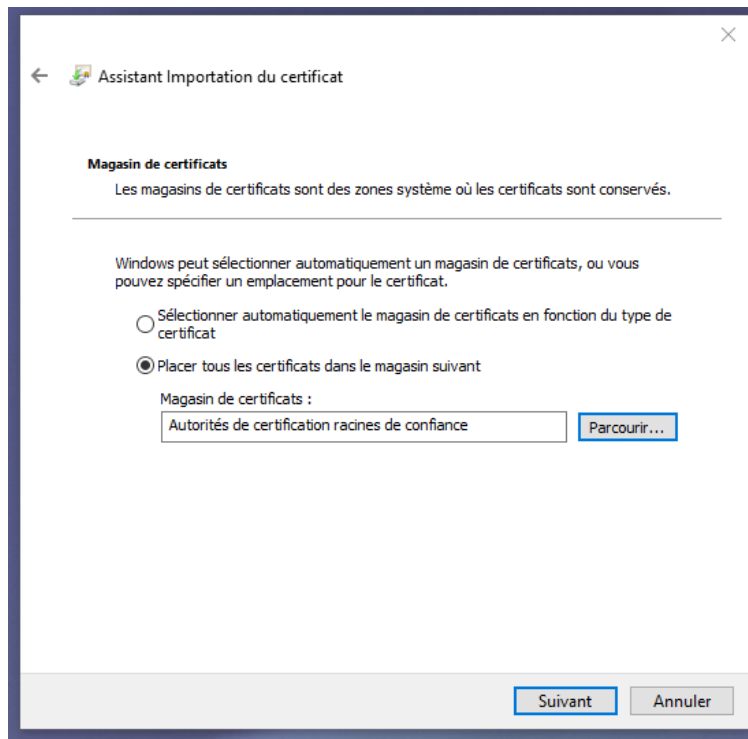 Assistant Importation du certificat
Magasin de certificats
Les magasins de certificats sont des zones système où les certificats sont conservés.
Windows peut sélectionner automatiquement un magasin de certificats, ou vous
pouvez spécifier un emplacement pour le certificat.
Sélectionner automatiquement le magasin de certificats en fonction du type de
certificat
Placer tous les certificats dans le magasin suivant
Magasin de certificats :
Autorités de certification racines de confiance
Parcourir...
Suivant
Annuler